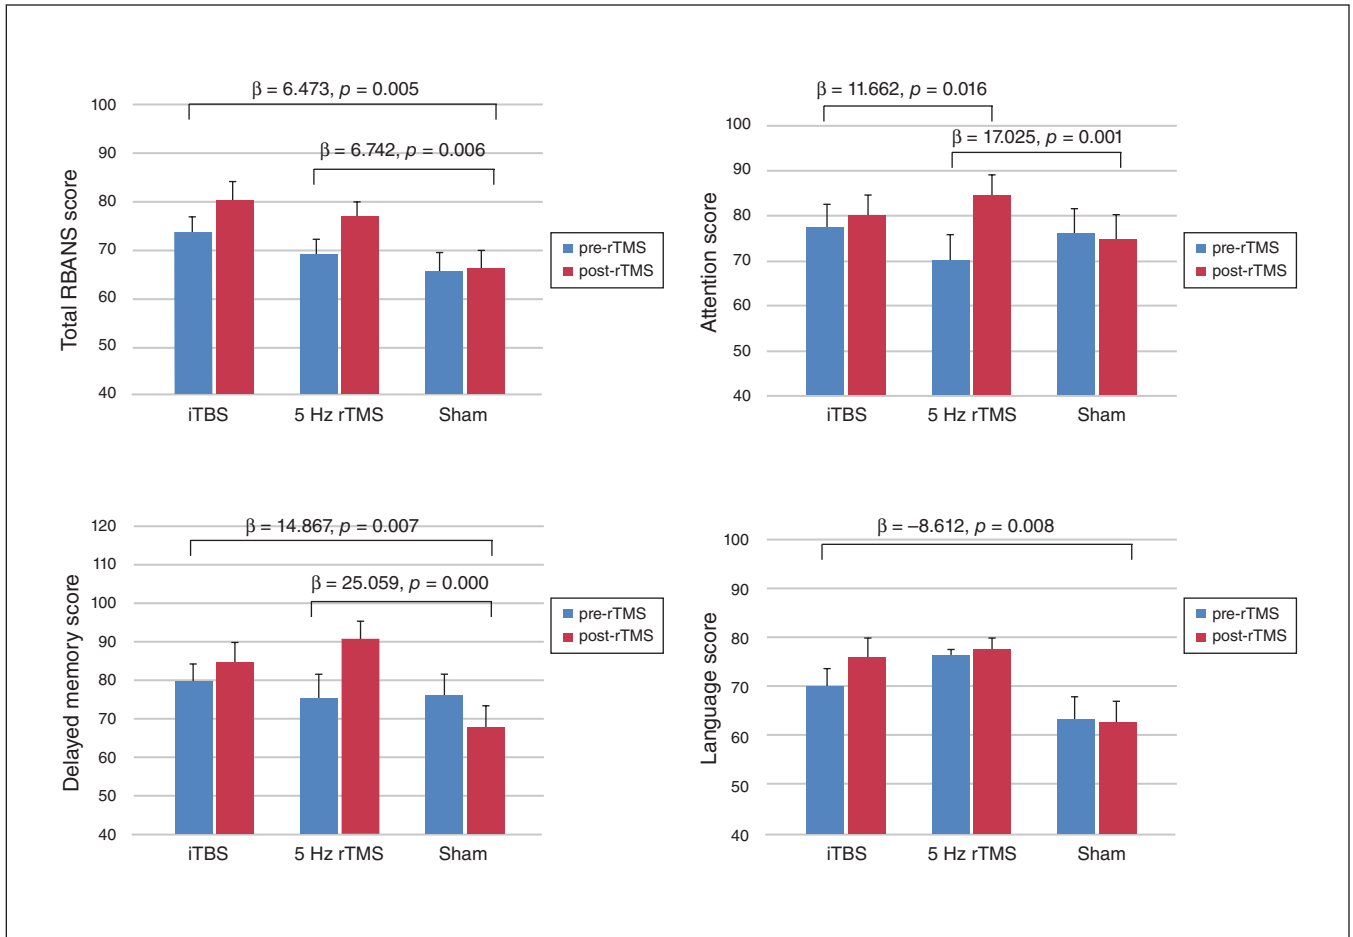 β = 6.473, p = 0.005
β = 6.742, p = 0.006
Total RBANS score
100
90
80
70
60
50
40
iTBS
5 Hz rTMS
Sham
pre-rTMS
post-rTMS
β = 11.662, p = 0.016
β = 17.025, p = 0.001
Attention score
100
90
80
70
60
50
40
iTBS
5 Hz rTMS
Sham
pre-rTMS
post-rTMS
β = 14.867, p = 0.007
β = 25.059, p = 0.000
Delayed memory score
120
110
100
90
80
70
60
50
40
iTBS
5 Hz rTMS
Sham
pre-rTMS
post-rTMS
β = –8.612, p = 0.008
Language score
100
90
80
70
60
50
40
iTBS
5 Hz rTMS
Sham
pre-rTMS
post-rTMS